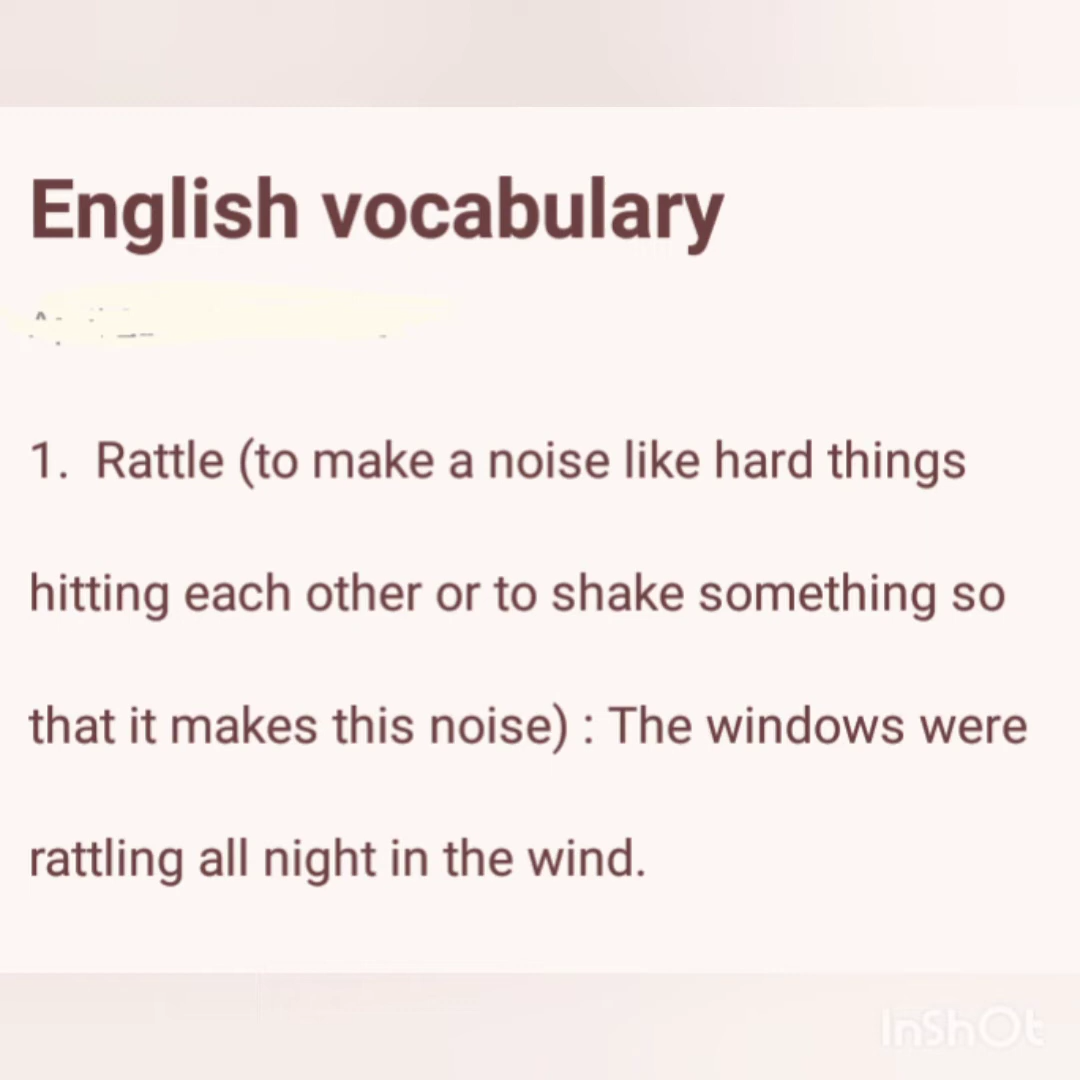 English vocabulary
1. Rattle (to make a noise like hard things
hitting each other or to shake something so
that it makes this noise) : The windows were
rattling all night in the wind.
InShOt